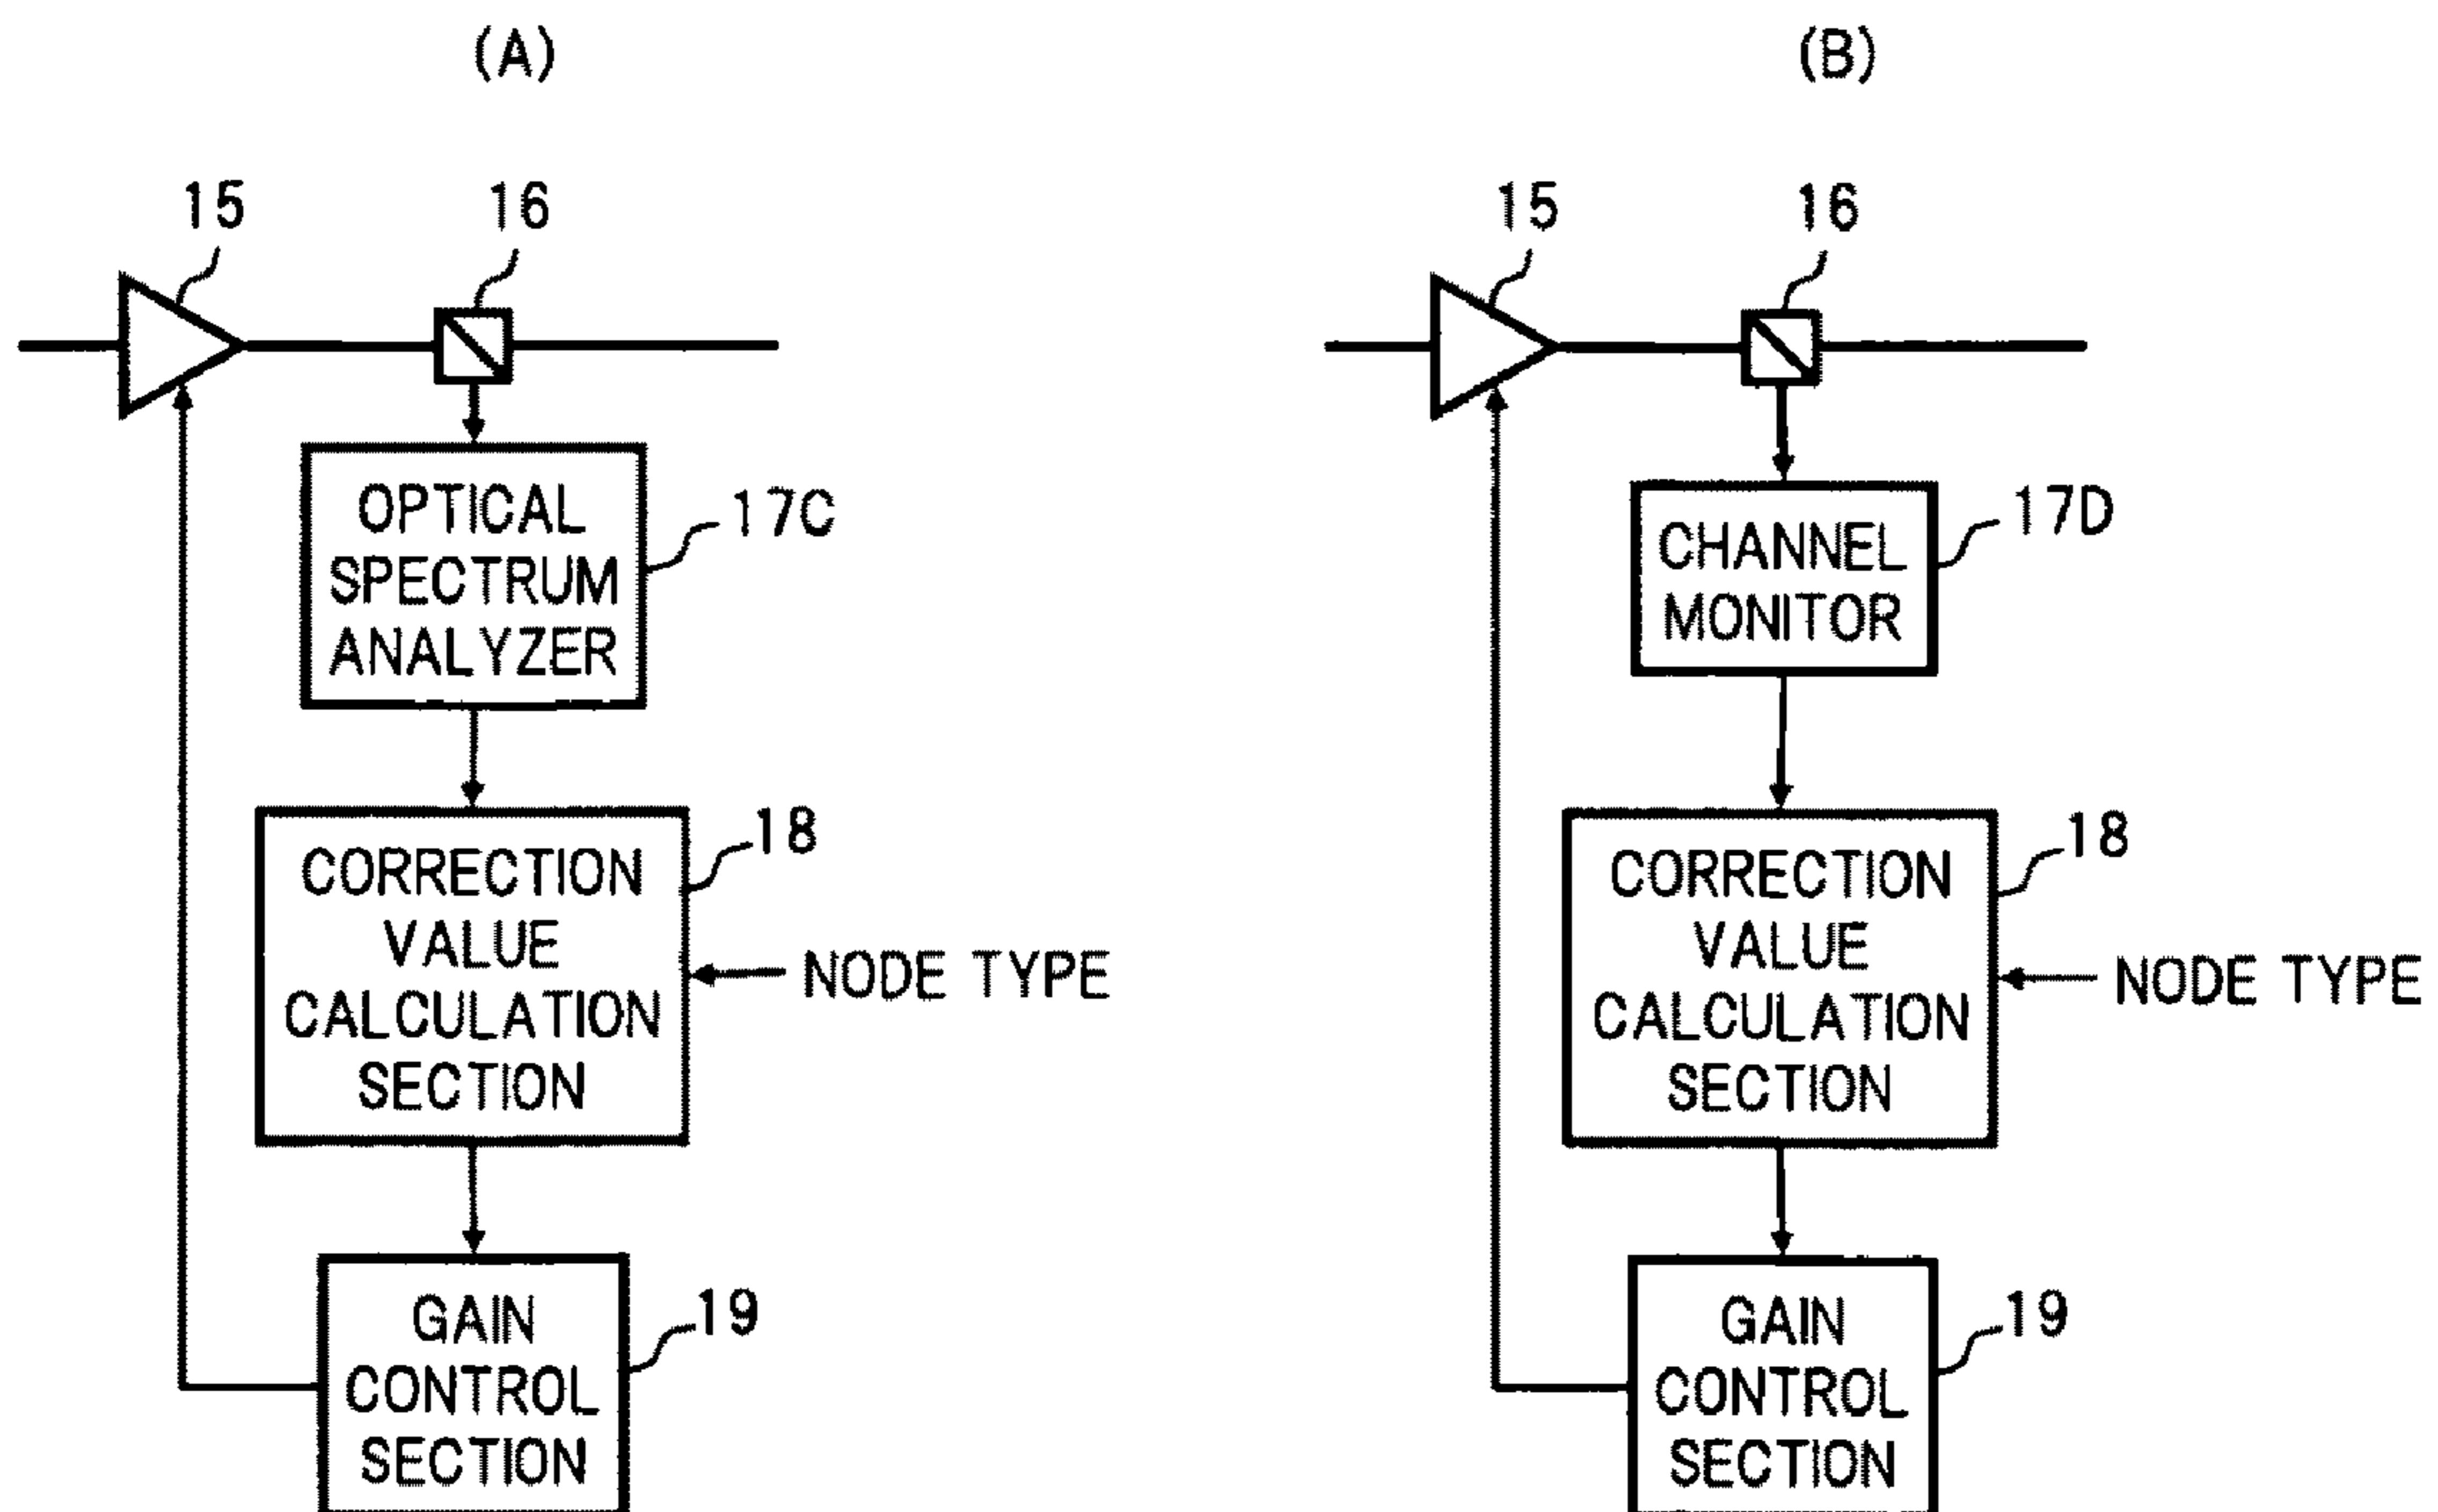 (A)
15
16
OPTICAL
SPECTRUM
ANALYZER
17C
CORRECTION
VALUE
CALCULATION
SECTION
18
NODE TYPE
GAIN
CONTROL
SECTION
19
(B)
15
16
CHANNEL
MONITOR
17D
CORRECTION
VALUE
CALCULATION
SECTION
18
NODE TYPE
GAIN
CONTROL
SECTION
19